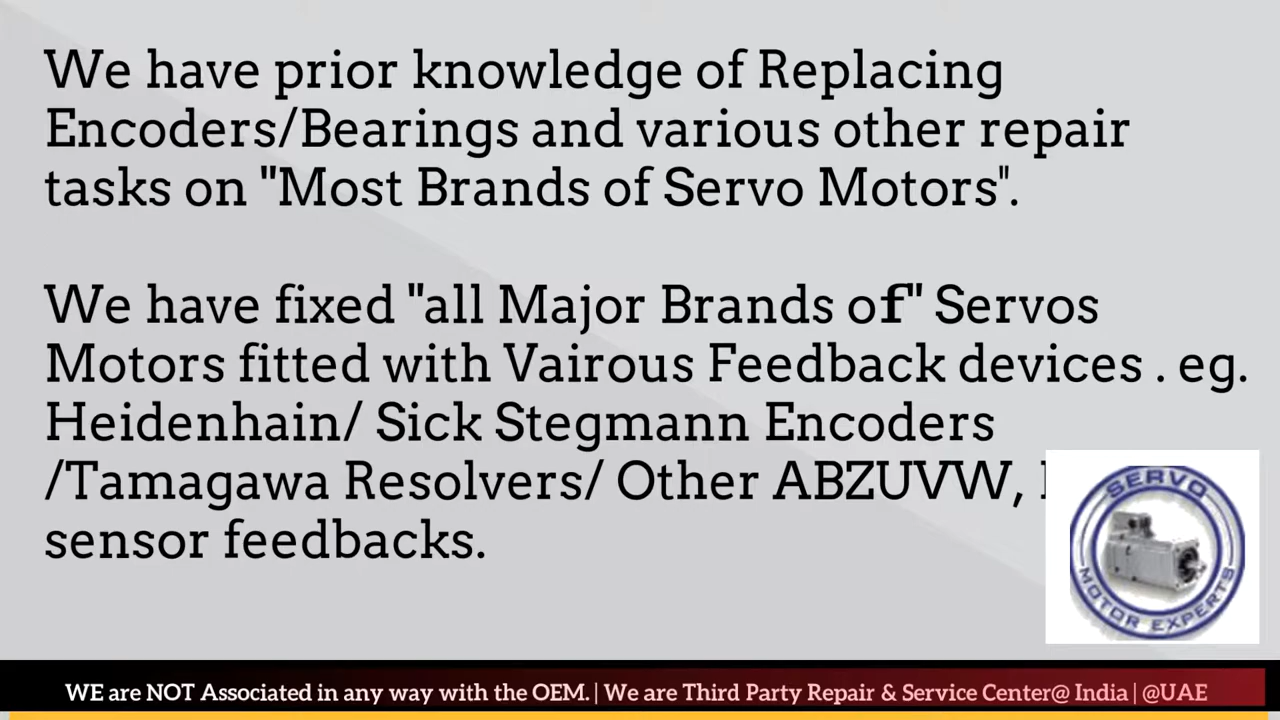 We have prior knowledge of Replacing
Encoders/Bearings and various other repair
tasks on "Most Brands of Servo Motors".
We have fixed "all Major Brands of" Servos
Motors fitted with Vairous Feedback devices . eg.
Heidenhain/ Sick Stegmann Encoders
/Tamagawa Resolvers/ Other ABZUVW,
sensor feedbacks.
SERVO
MOTOR EXPERTS
WE are NOT Associated in any way with the OEM. | We are Third Party Repair & Service Center@ India | @UAE